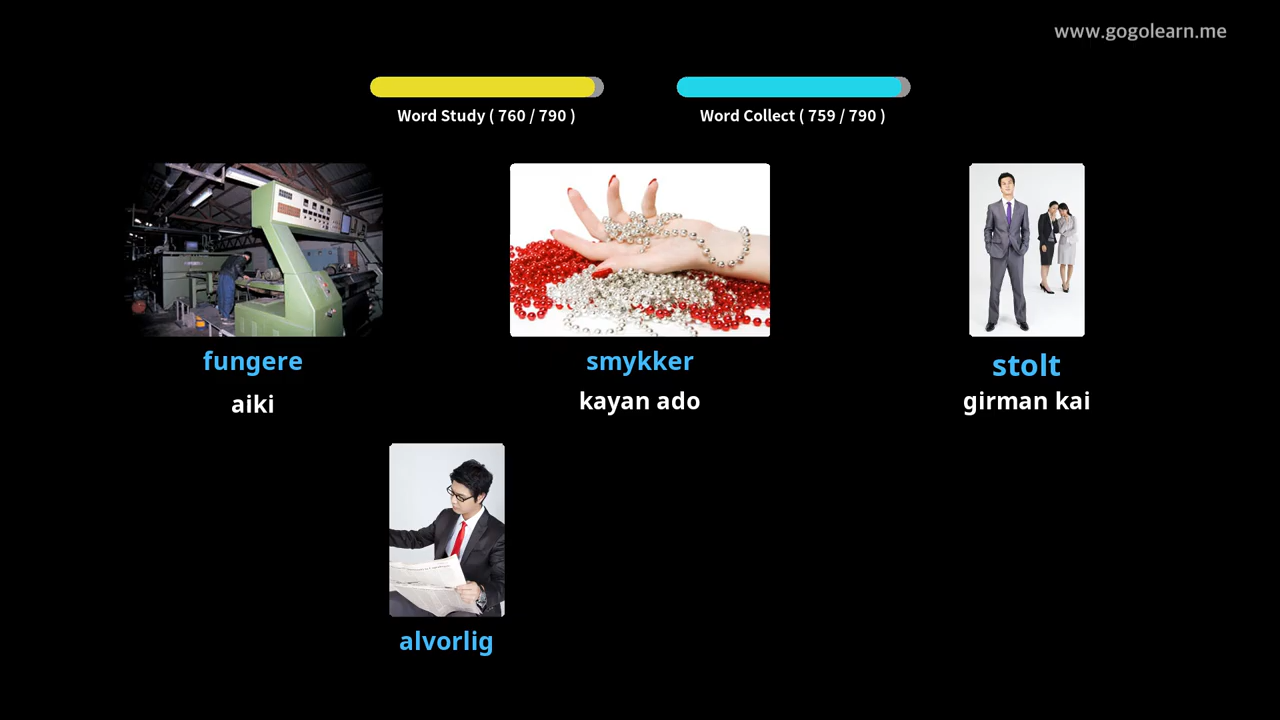 www.gogolearn.me
Word Study ( 760 / 790 )
Word Collect ( 759 / 790 )
fungere
smykker
stolt
aiki
kayan ado
girman kai
alvorlig